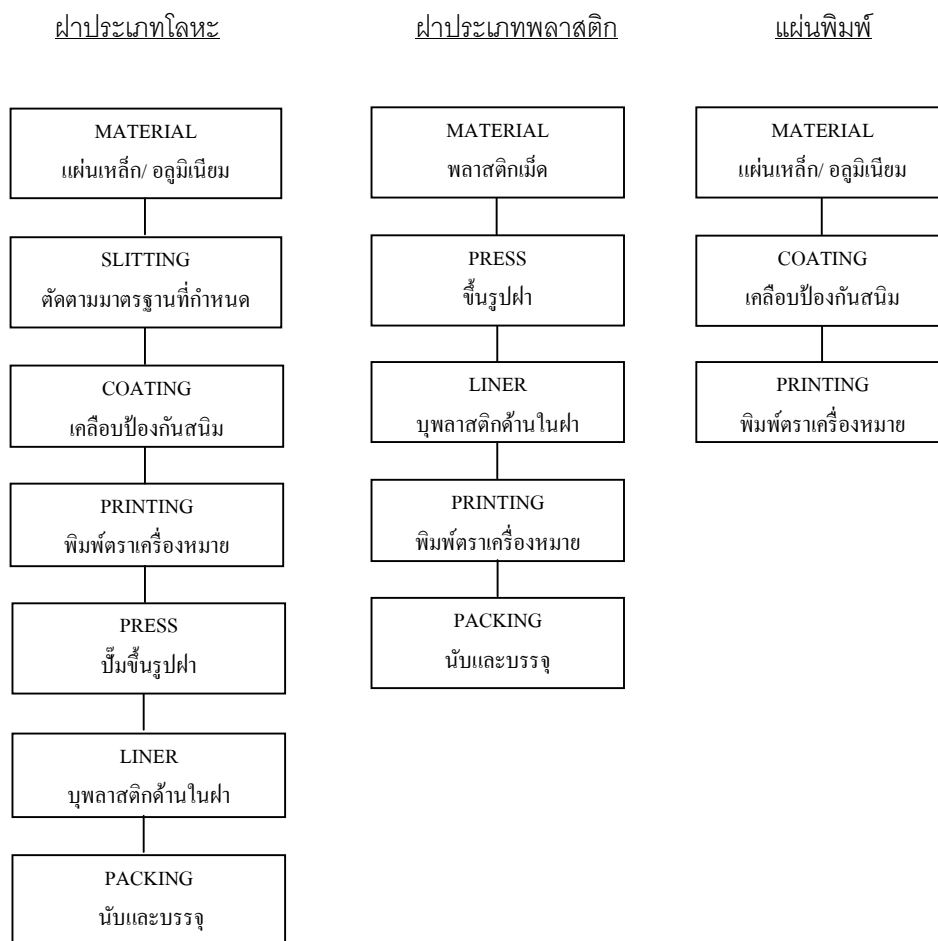 ฝาประเภทโลหะ
MATERIAL
แผ่นเหล็ก/ อลูมิเนียม
SLITTING
ตัดตามมาตรฐานที่กำหนด
COATING
เคลือบป้องกันสนิม
PRINTING
พิมพ์ตราเครื่องหมาย
PRESS
ปั๊มขึ้นรูปฝา
LINER
บุพลาสติกด้านในฝา
PACKING
นับและบรรจุ
ฝาประเภทพลาสติก
MATERIAL
พลาสติกเม็ด
PRESS
ขึ้นรูปฝา
LINER
บุพลาสติกด้านในฝา
PRINTING
พิมพ์ตราเครื่องหมาย
PACKING
นับและบรรจุ
แผ่นพิมพ์
MATERIAL
แผ่นเหล็ก/ อลูมิเนียม
COATING
เคลือบป้องกันสนิม
PRINTING
พิมพ์ตราเครื่องหมาย